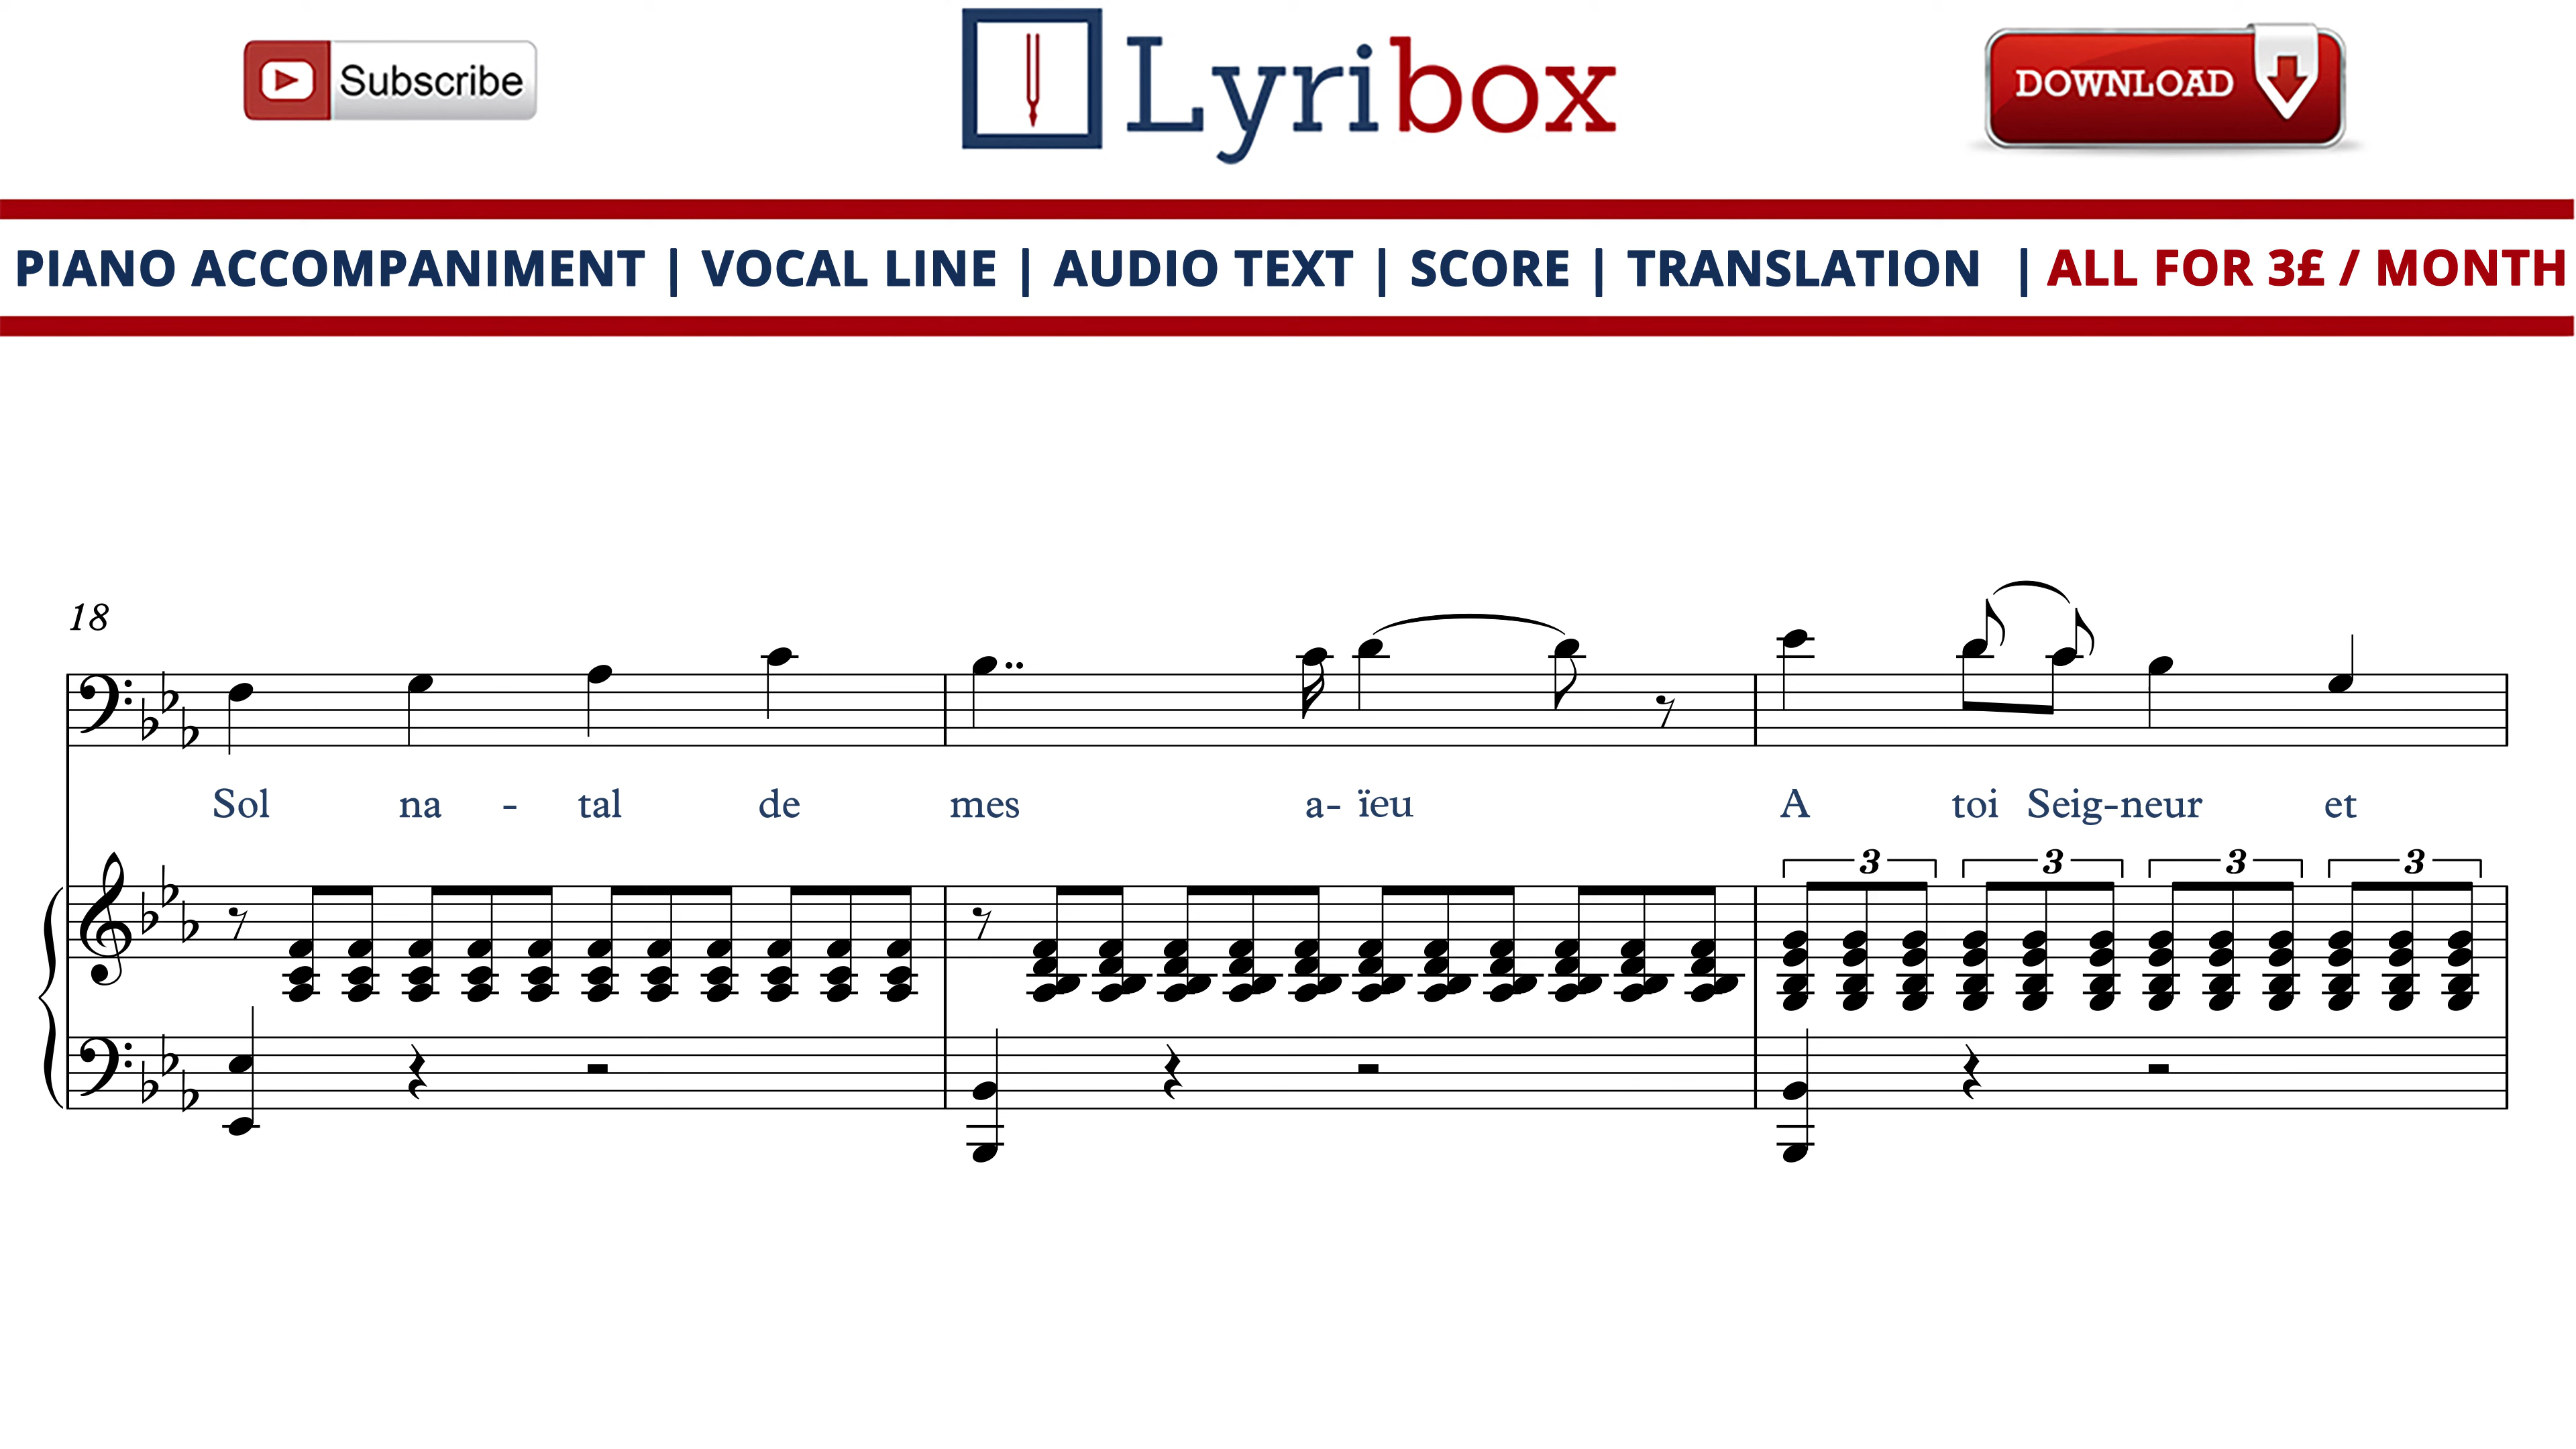 Subscribe
Lyribox
DOWNLOAD
PIANO ACCOMPANIMENT | VOCAL LINE | AUDIO TEXT | SCORE | TRANSLATION | ALL FOR 3£ / MONTH
18
Sol na - tal de mes a- ïeu A toi Seig-neur et
3 3 3 3